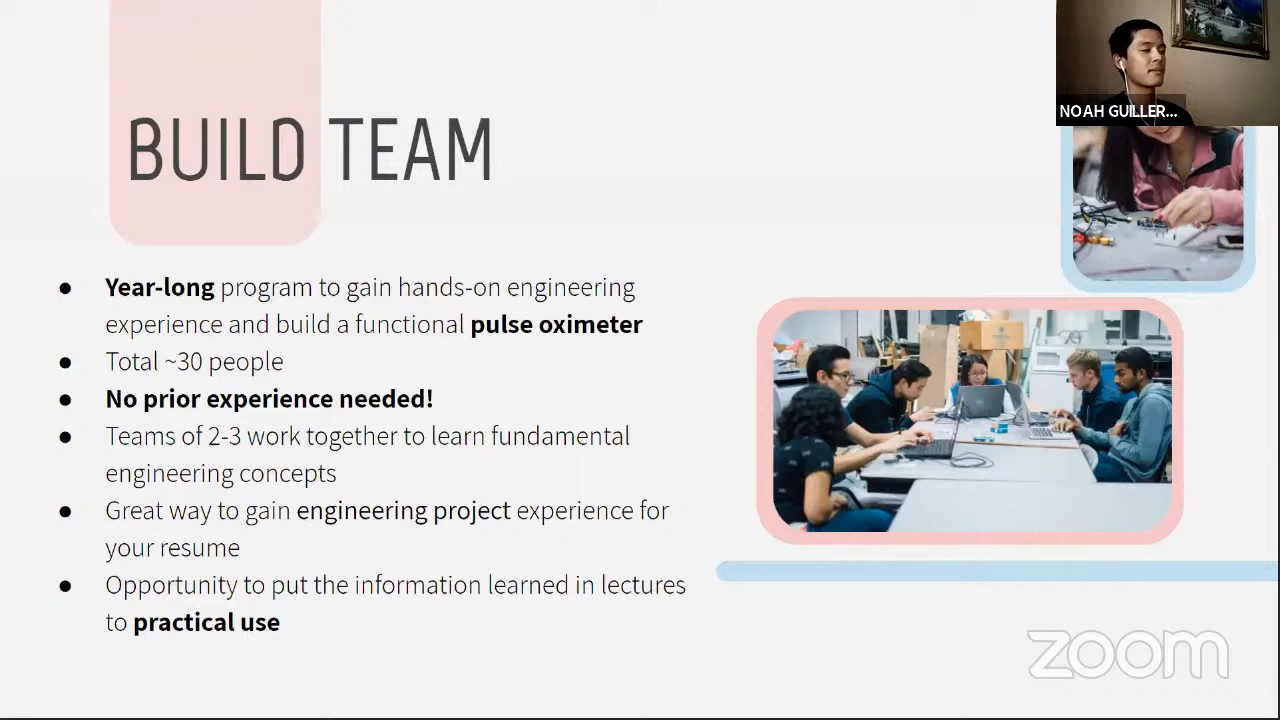 NOAH GUILLER...
BUILD TEAM
● Year-long program to gain hands-on engineering
experience and build a functional pulse oximeter
● Total ~30 people
● No prior experience needed!
● Teams of 2-3 work together to learn fundamental
engineering concepts
● Great way to gain engineering project experience for
your resume
● Opportunity to put the information learned in lectures
to practical use
zoom